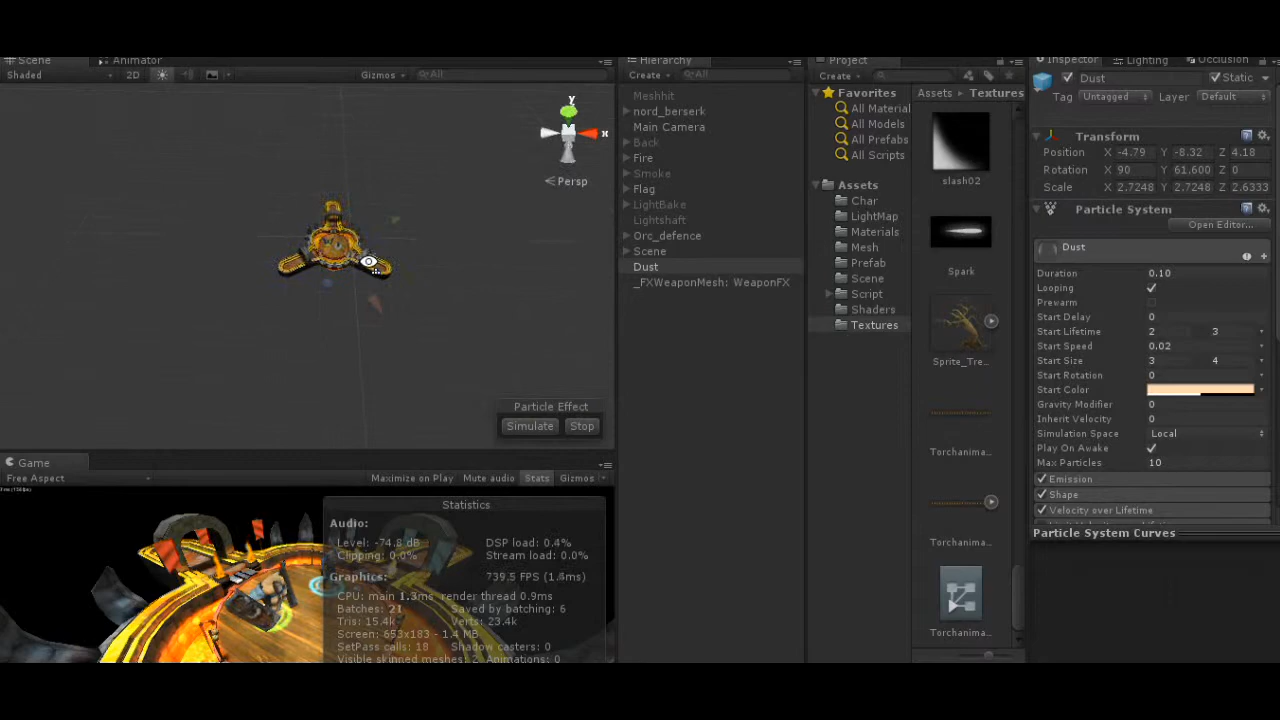 Scene
Animator
Shaded
2D
Gizmos
All
y
x
Persp
Particle Effect
Simulate
Stop
Game
Free Aspect
Maximize on Play
Mute audio
Stats
Gizmos
Statistics
Audio:
Level: -74.8 dB
DSP load: 0.4%
Clipping: 0.0%
Stream load: 0.0%
Graphics:
739.5 FPS (1.4ms)
CPU: main 1.3ms render thread 0.9ms
Batches: 21
Saved by batching: 6
Tris: 15.4k
Verts: 23.4k
Screen: 653x183 - 1.4 MB
SetPass calls: 18
Shadow casters: 0
Visible skinned meshes: 2 Animations: 0
Hierarchy
Create
All
Meshhit
nord_berserk
Main Camera
Back
Fire
Smoke
Flag
LightBake
Lightshaft
Orc_defence
Scene
Dust
_FXWeaponMesh: WeaponFX
Project
Create
Favorites
All Material
All Models
All Prefabs
All Scripts
Assets
Char
LightMap
Materials
Mesh
Prefab
Scene
Script
Shaders
Textures
Assets
Textures
slash02
Spark
Sprite_Tre...
Torchanima...
Torchanima...
Torchanima...
Inspector
Lighting
Occlusion
Dust
Static
Tag Untagged
Layer Default
Transform
Position X -4.79 Y -8.32 Z 4.18
Rotation X 90 Y 61.600 Z 0
Scale X 2.7248 Y 2.7248 Z 2.6333
Particle System
Open Editor...
Dust
Duration 0.10
Looping
Prewarm
Start Delay 0
Start Lifetime 2 3
Start Speed 0.02
Start Size 3 4
Start Rotation 0
Start Color
Gravity Modifier 0
Inherit Velocity 0
Simulation Space Local
Play On Awake
Max Particles 10
Emission
Shape
Velocity over Lifetime
Particle System Curves